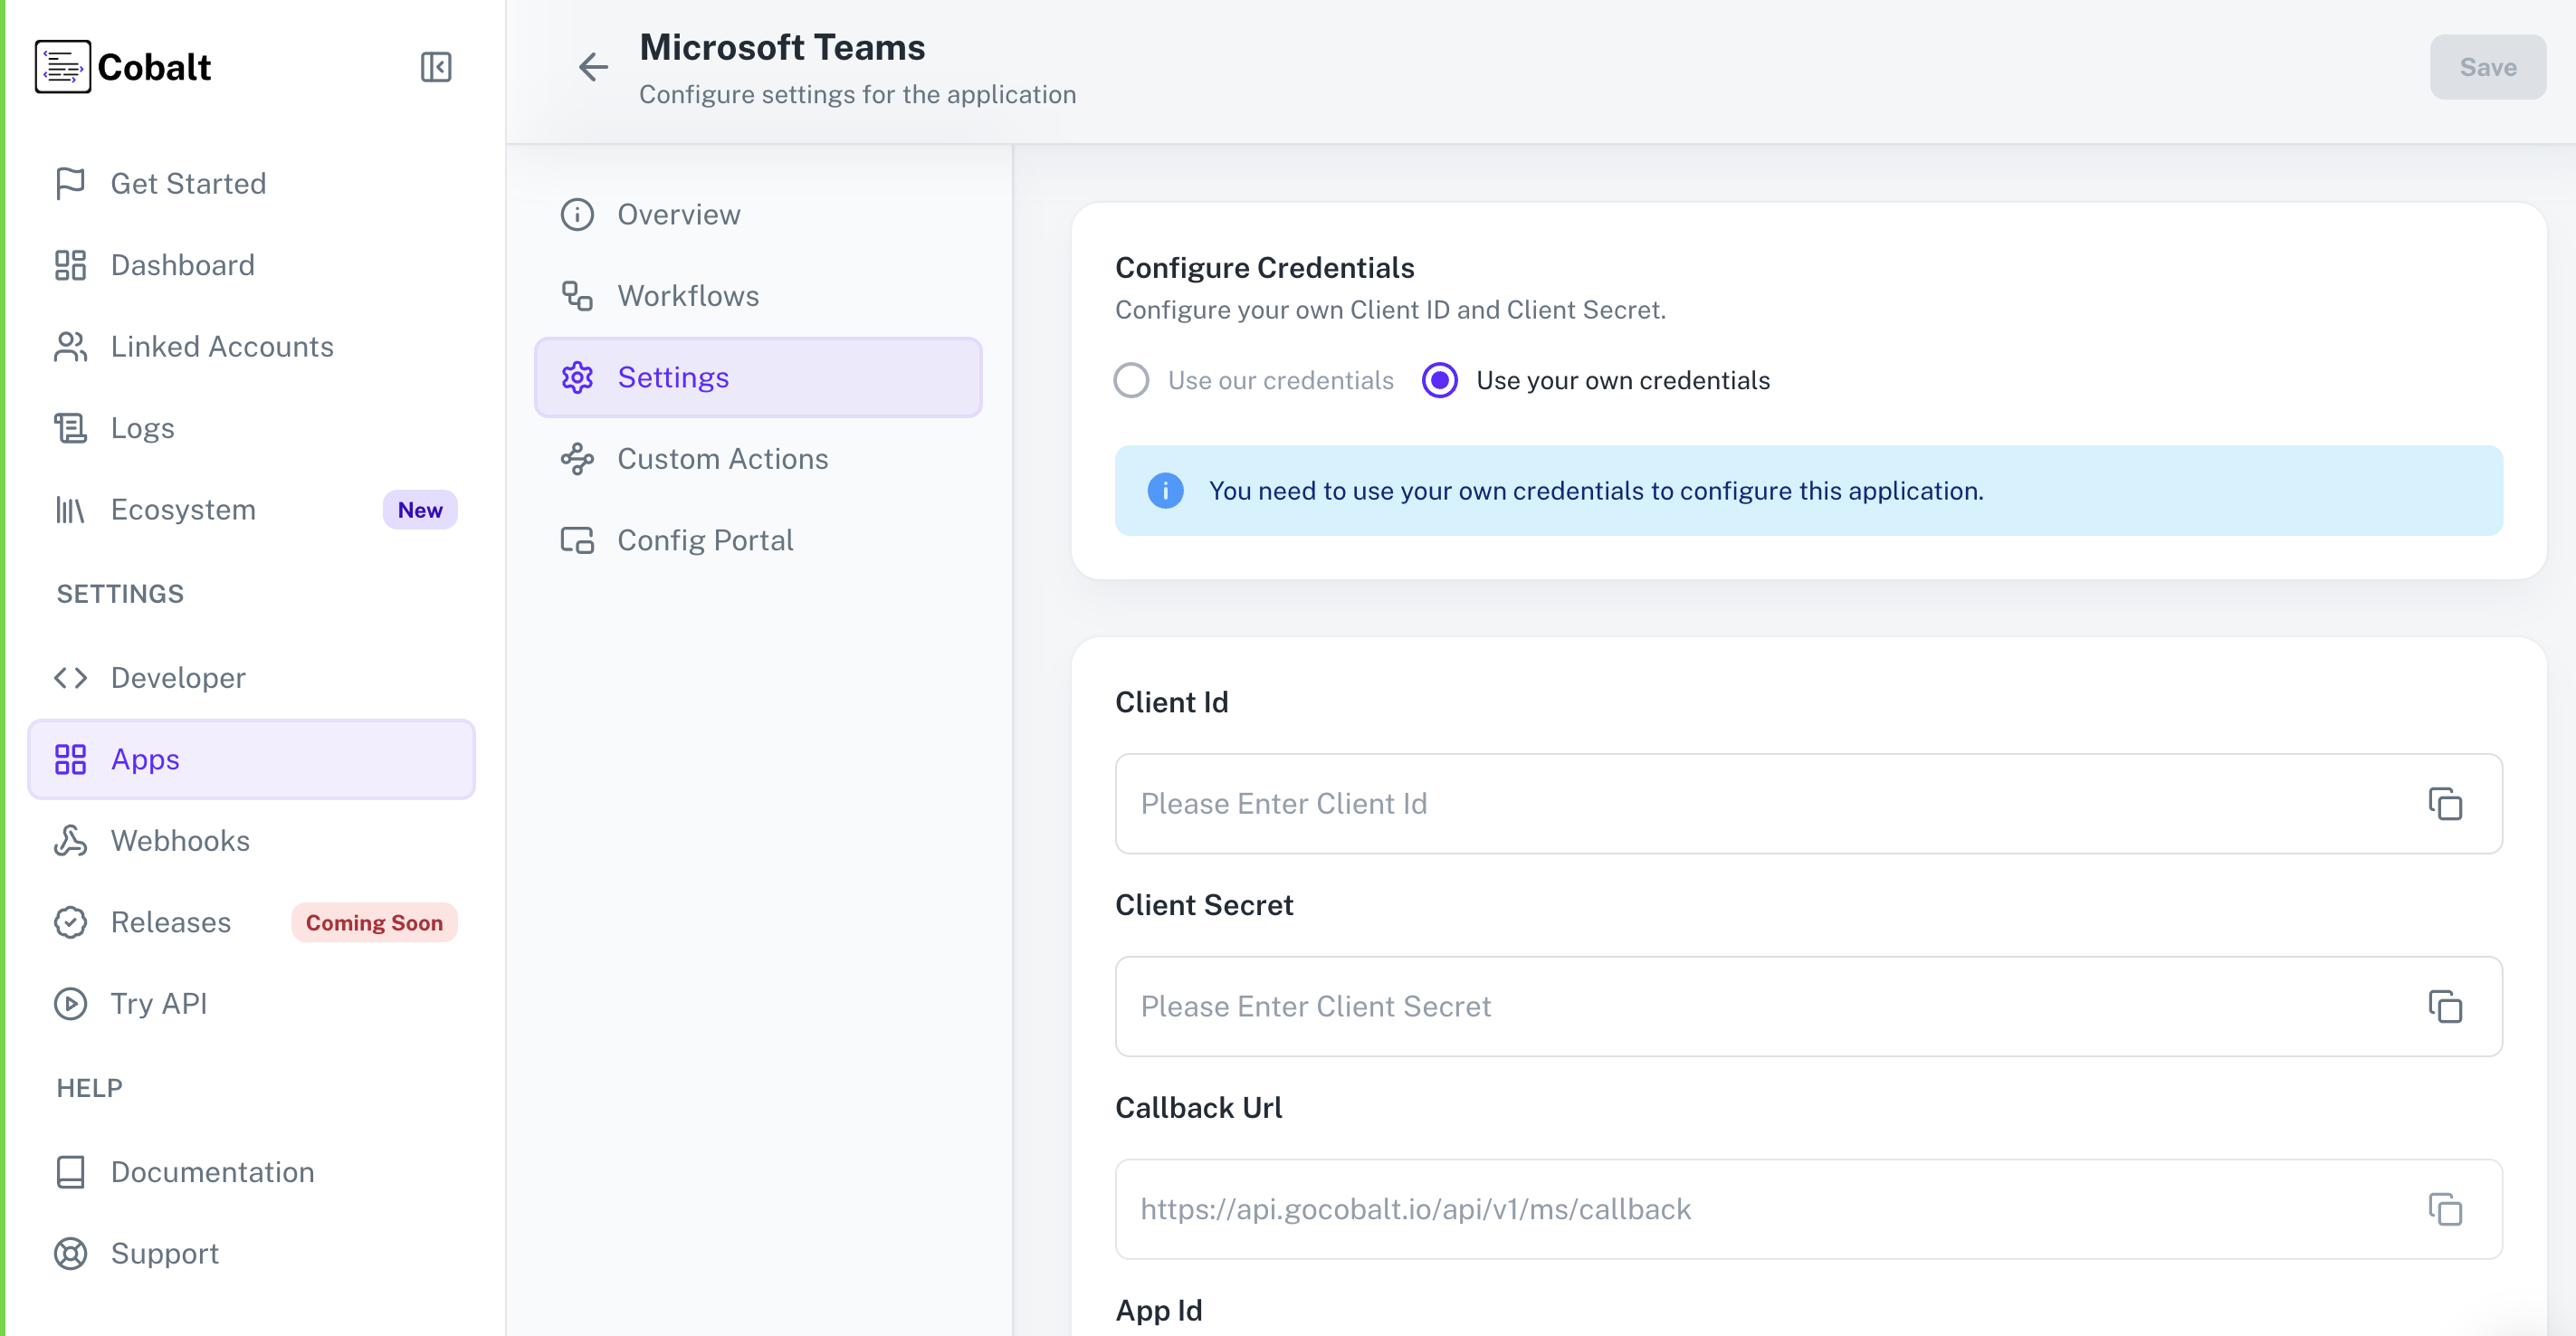 Cobalt
Get Started
Dashboard
Linked Accounts
Logs
Ecosystem New
SETTINGS
Developer
Apps
Webhooks
Releases Coming Soon
Try API
HELP
Documentation
Support
Microsoft Teams
Configure settings for the application
Save
Overview
Workflows
Settings
Custom Actions
Config Portal
Configure Credentials
Configure your own Client ID and Client Secret.
Use our credentials Use your own credentials
You need to use your own credentials to configure this application.
Client Id
Please Enter Client Id
Client Secret
Please Enter Client Secret
Callback Url
https://api.gocobalt.io/api/v1/ms/callback
App Id